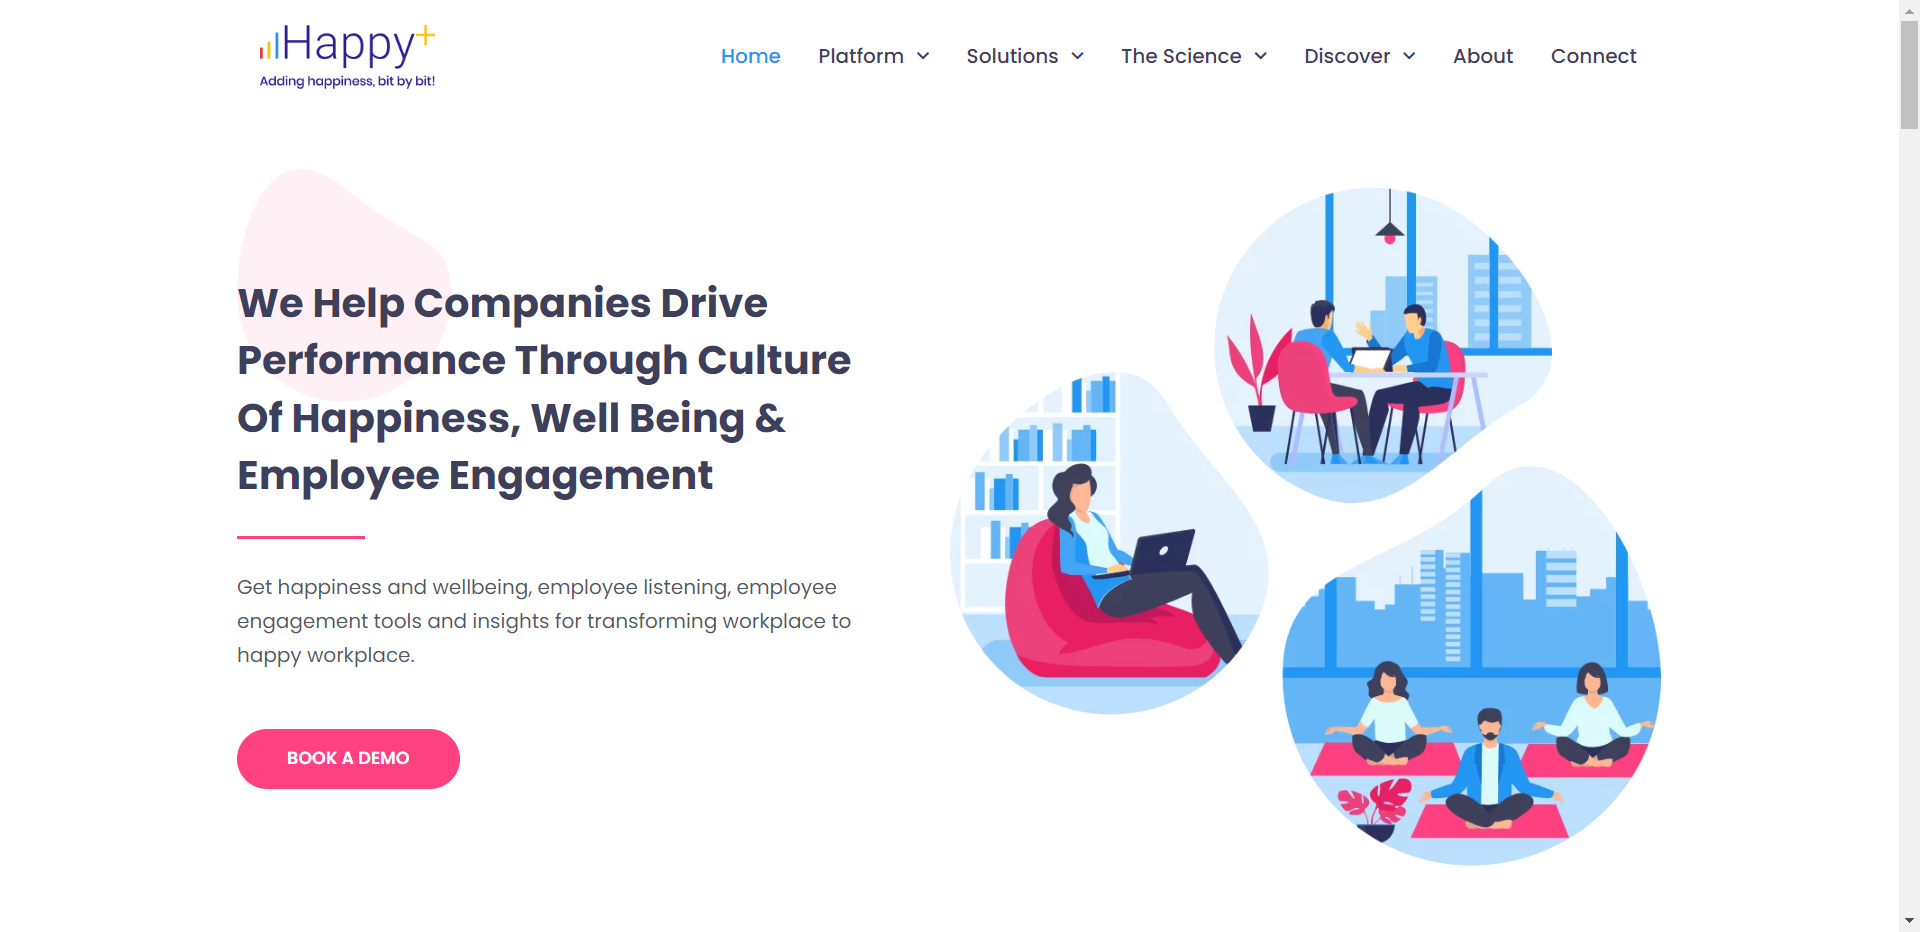 Happy+
Adding happiness, bit by bit!
Home Platform Solutions The Science Discover About Connect
We Help Companies Drive
Performance Through Culture
Of Happiness, Well Being &
Employee Engagement
Get happiness and wellbeing, employee listening, employee
engagement tools and insights for transforming workplace to
happy workplace.
BOOK A DEMO